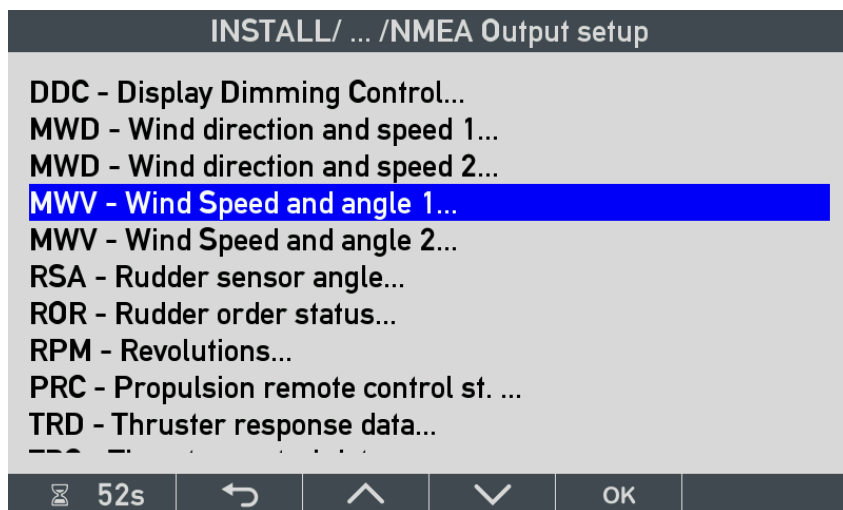 INSTALL/ ... /NMEA Output setup
DDC - Display Dimming Control...
MWD - Wind direction and speed 1...
MWD - Wind direction and speed 2...
MWV - Wind Speed and angle 1...
MWV - Wind Speed and angle 2...
RSA - Rudder sensor angle...
ROR - Rudder order status...
RPM - Revolutions...
PRC - Propulsion remote control st. ...
TRD - Thruster response data...
52s OK